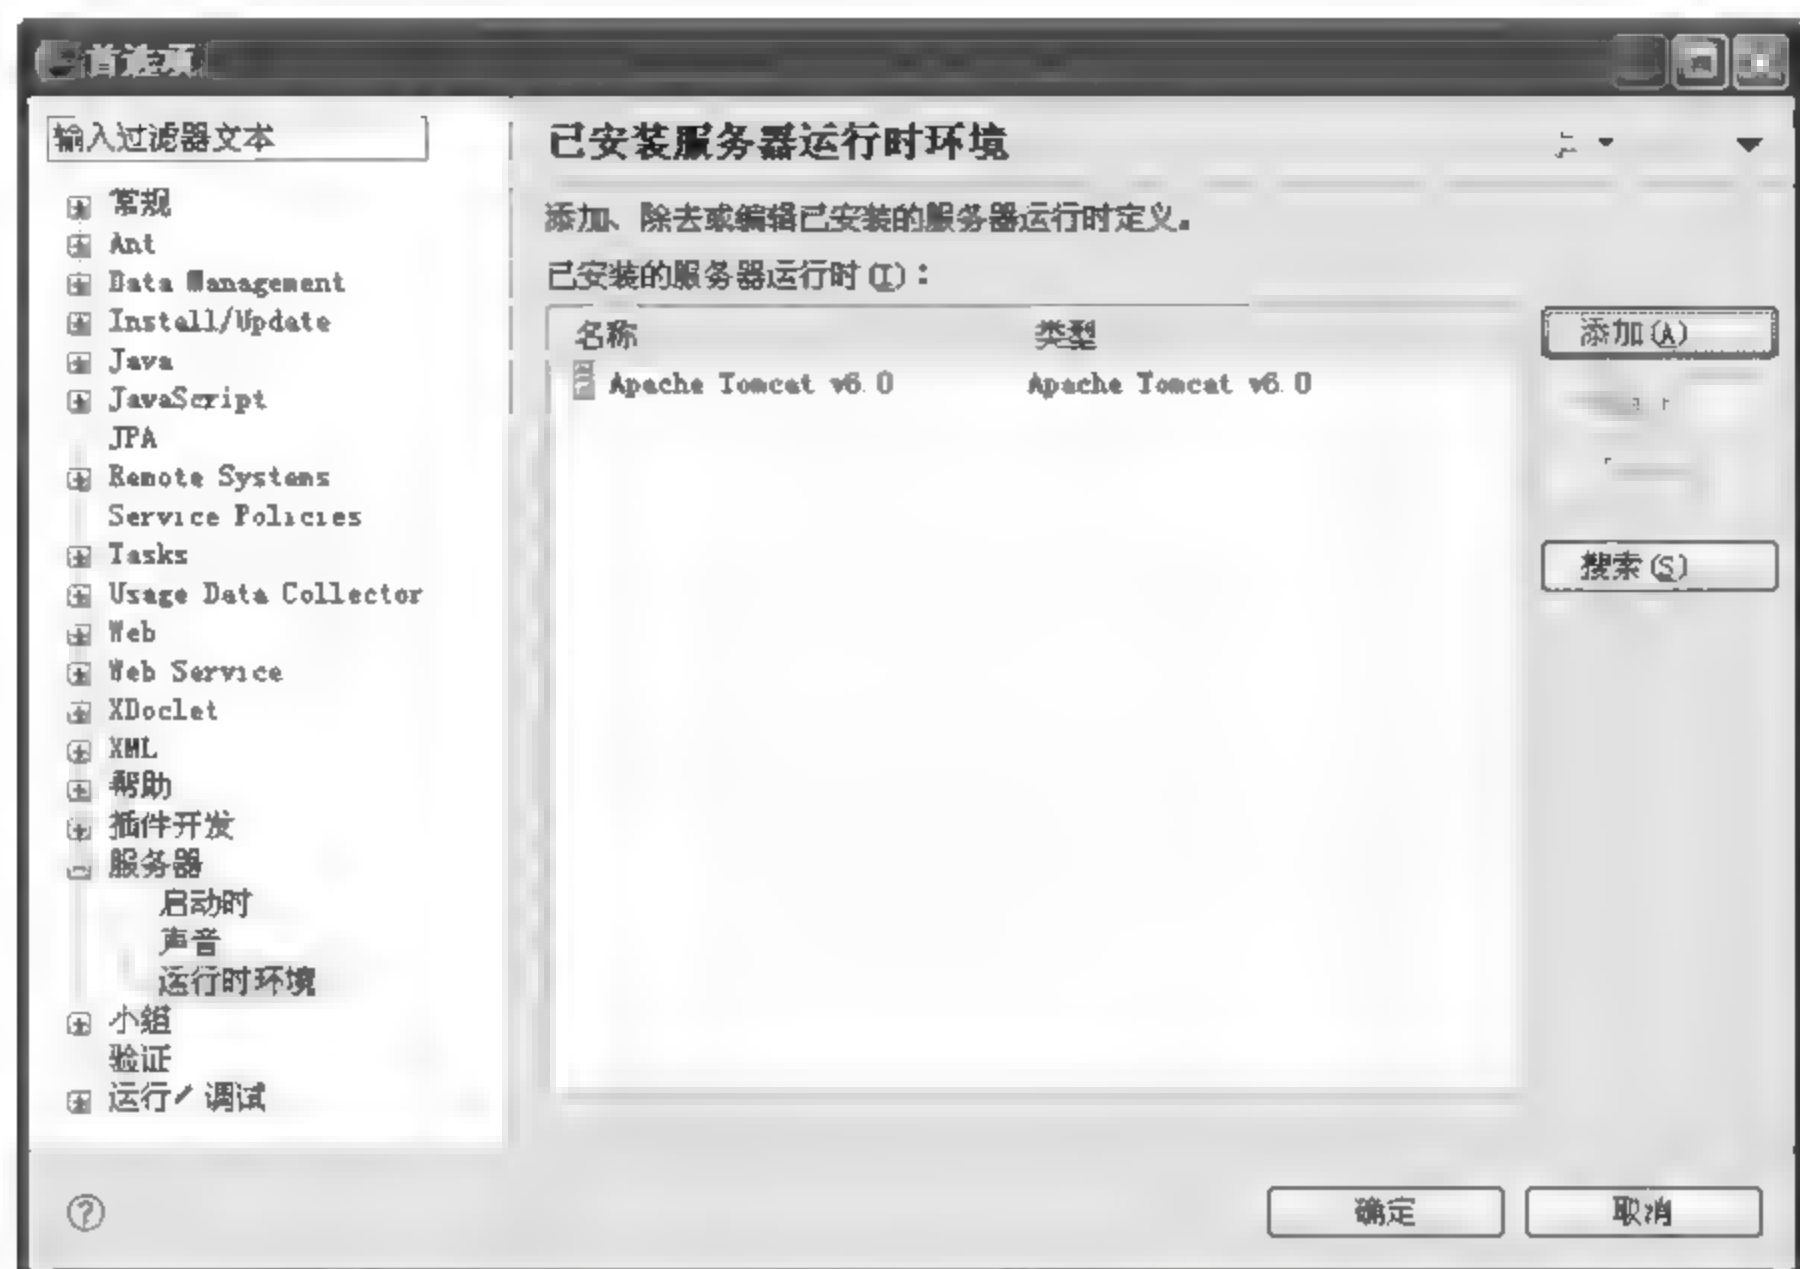 首选项
输入过滤器文本
常规
Ant
Data Management
Install/Update
Java
JavaScript
JPA
Remote Systems
Service Policies
Tasks
Usage Data Collector
Web
Web Service
XDoclet
XML
帮助
插件开发
服务器
启动时
声音
运行时环境
小组
验证
运行/调试
已安装服务器运行时环境
添加、除去或编辑已安装的服务器运行时定义。
已安装的服务器运行时(I):
名称 类型
Apache Tomcat v6.0 Apache Tomcat v6.0
添加(A)
搜索(S)
确定 取消